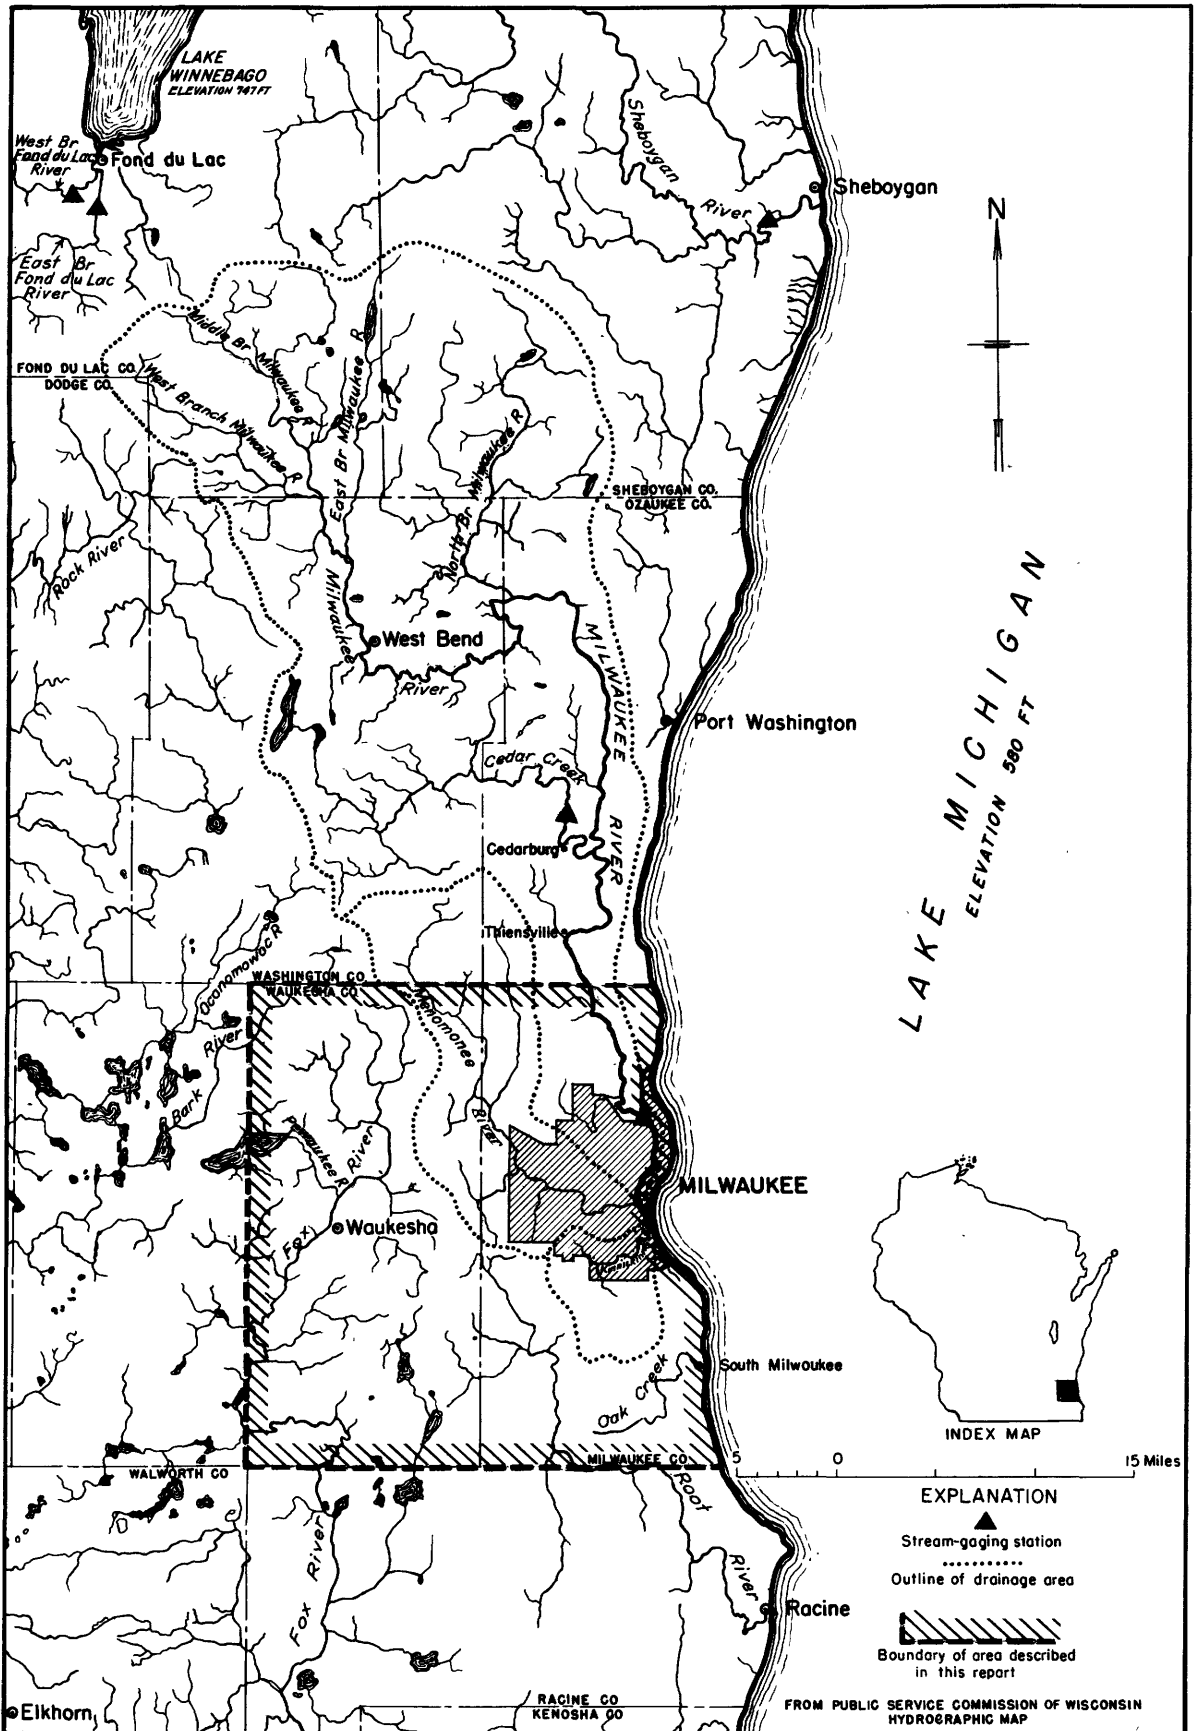 LAKE
WINNEBAGO
ELEVATION 747 FT
West Br
Fond du Lac
River
Fond du Lac
East Br
Fond du Lac
River
Sheboygan
River
Sheboygan
N
Middle Br Milwaukee R
FOND DU LAC CO.
DODGE CO.
West Branch Milwaukee R
East Br Milwaukee R
North Br Milwaukee R
SHEBOYGAN CO.
OZAUKEE CO.
Rock River
Milwaukee
West Bend
River
MILWAUKEE
RIVER
Port Washington
LAKE MICHIGAN
ELEVATION 580 FT
Cedar Creek
Cedarburg
Thiensville
Oconomowoc R
WASHINGTON CO
WAUKESHA CO.
Menomonee
River
Bark
River
Pewaukee R
River
Fox
Waukesha
MILWAUKEE
South Milwaukee
Oak Creek
INDEX MAP
WALWORTH CO
MILWAUKEE CO.
5 0 15 Miles
Root
River
Racine
Fox River
EXPLANATION
Stream-gaging station
Outline of drainage area
Boundary of area described
in this report
Elkhorn
RACINE CO
KENOSHA CO.
FROM PUBLIC SERVICE COMMISSION OF WISCONSIN
HYDROGRAPHIC MAP